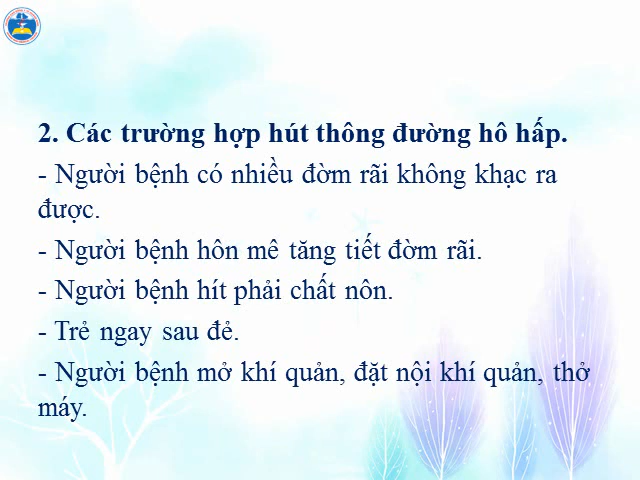 2. Các trường hợp hút thông đường hô hấp.
- Người bệnh có nhiều đờm rãi không khạc ra
được.
- Người bệnh hôn mê tăng tiết đờm rãi.
- Người bệnh hít phải chất nôn.
- Trẻ ngay sau đẻ.
- Người bệnh mở khí quản, đặt nội khí quản, thở
máy.